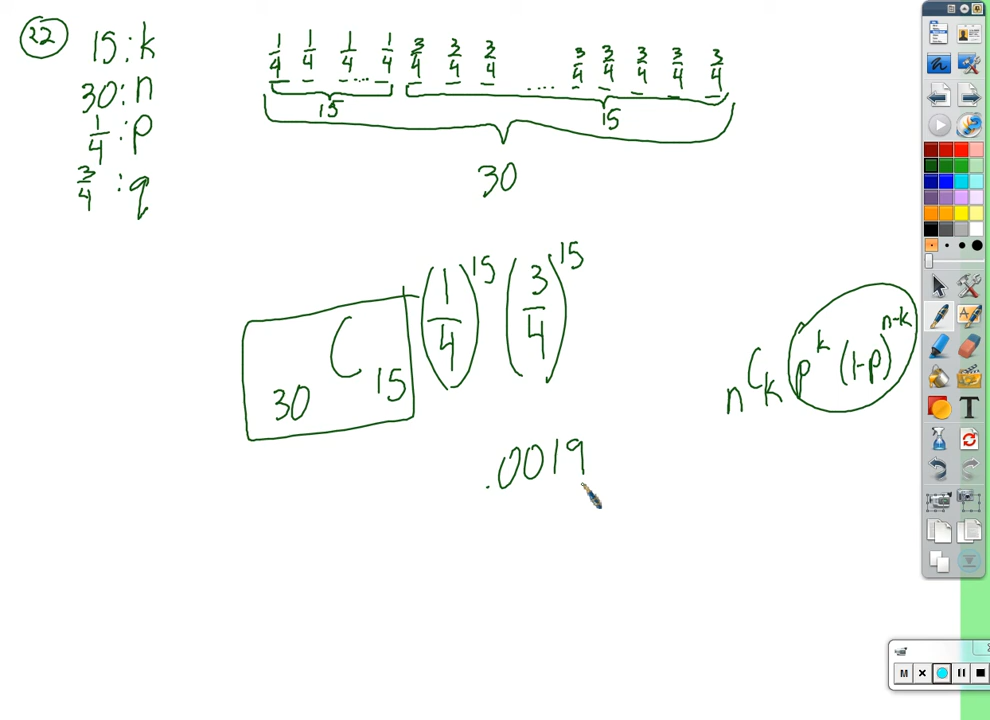 22
15 : k
30 : n
1/4 : p
3/4 : q
1/4 1/4 1/4 ... 1/4 3/4 3/4 3/4 .... 3/4 3/4 3/4 3/4 3/4
15 15
30
30 C 15 (1/4)^15 (3/4)^15
n C k p^k (1-p)^n-k
.0019
T
M